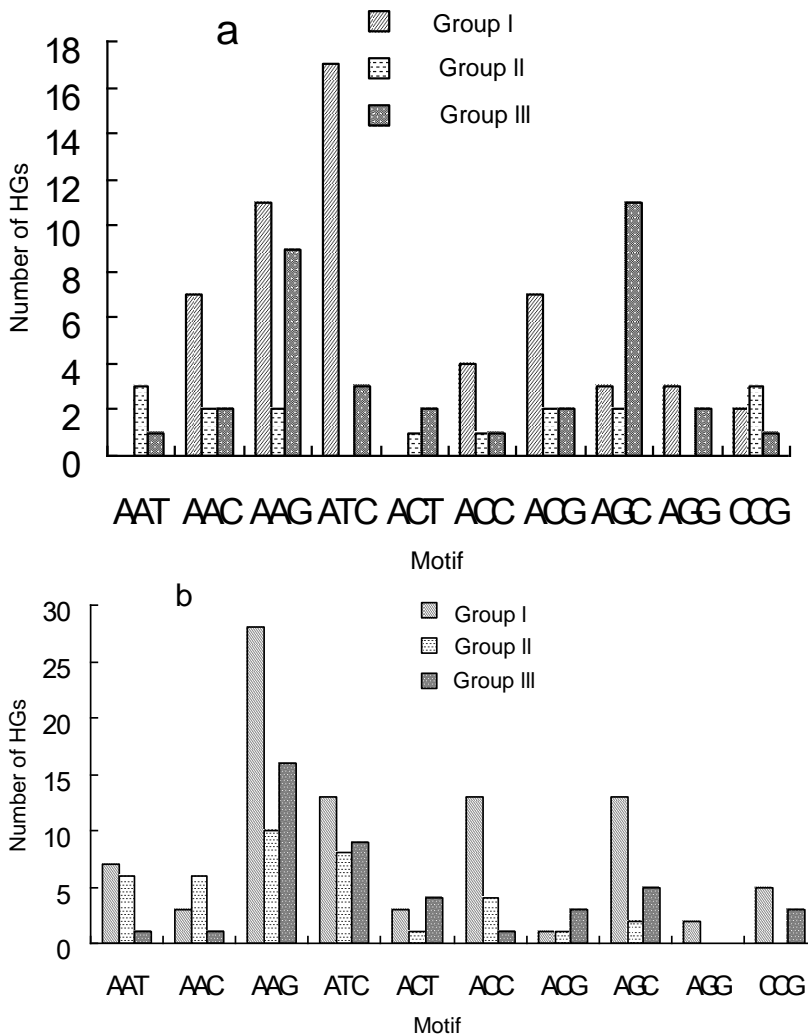 a
Group I
Group II
Group III
Number of HGs
18
16
14
12
10
8
6
4
2
0
AAT AAC AAG ATC ACT ACC ACG AGC AGG CCG
Motif
b
Group I
Group II
Group III
Number of HGs
30
25
20
15
10
5
0
AAT AAC AAG ATC ACT ACC ACG AGC AGG CCG
Motif